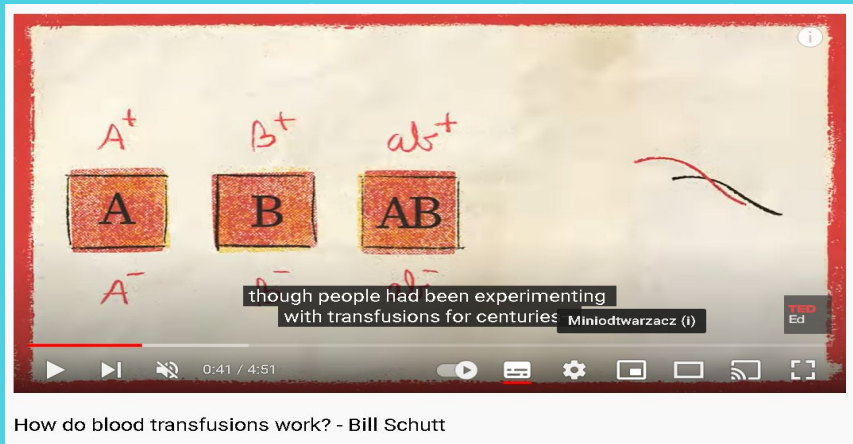 A+ B+ ab+
A B AB
A- B- ab-
though people had been experimenting
with transfusions for centuries
Miniodtwarzacz (i)
TED
Ed
0:41 / 4:51
How do blood transfusions work? - Bill Schutt